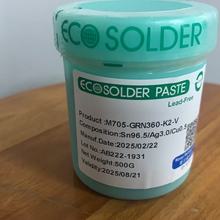 ECO SOLDER
ECOSOLDER PASTE
Lead-Free
Product :M705-GRN360-K2-V
Composition:Sn96.5/Ag3.0/Cu0.5
Manuf.Date:2025/02/22
Lot No:AB222-1931
Net Weight:500G
Validity:2025/08/21